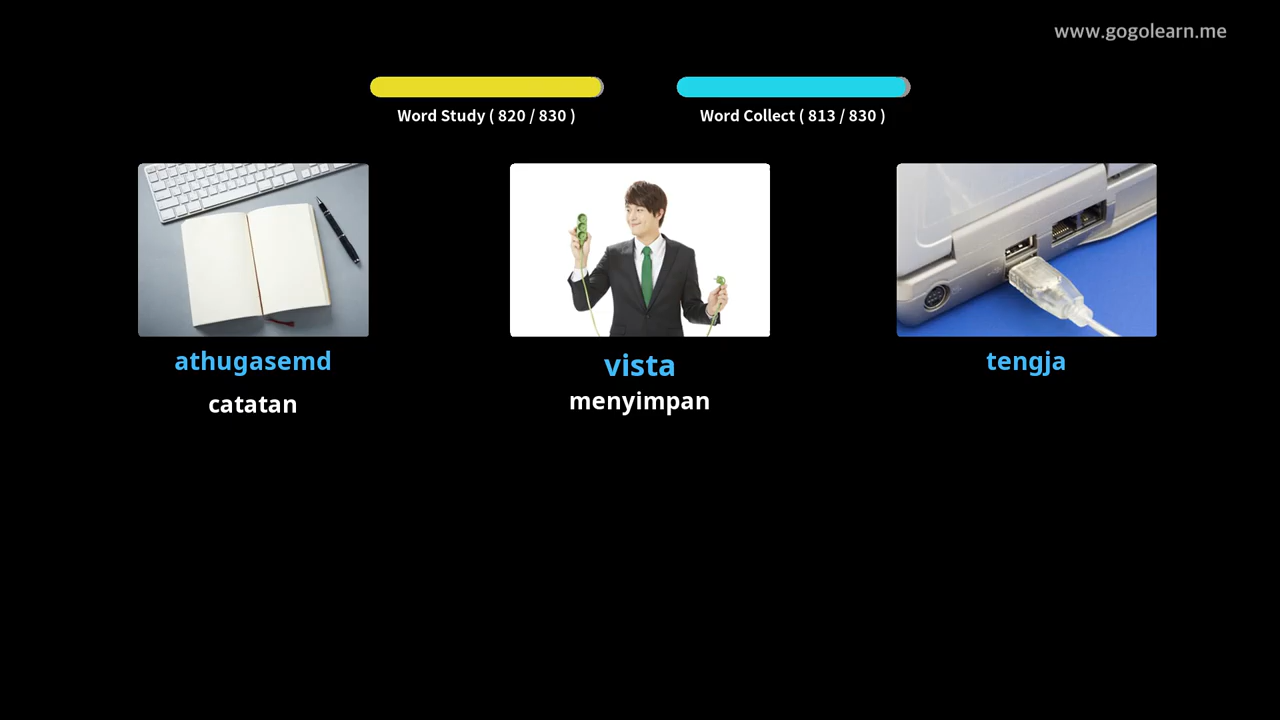 www.gogolearn.me
Word Study ( 820 / 830 )
Word Collect ( 813 / 830 )
athugasemd
catatan
vista
menyimpan
tengja